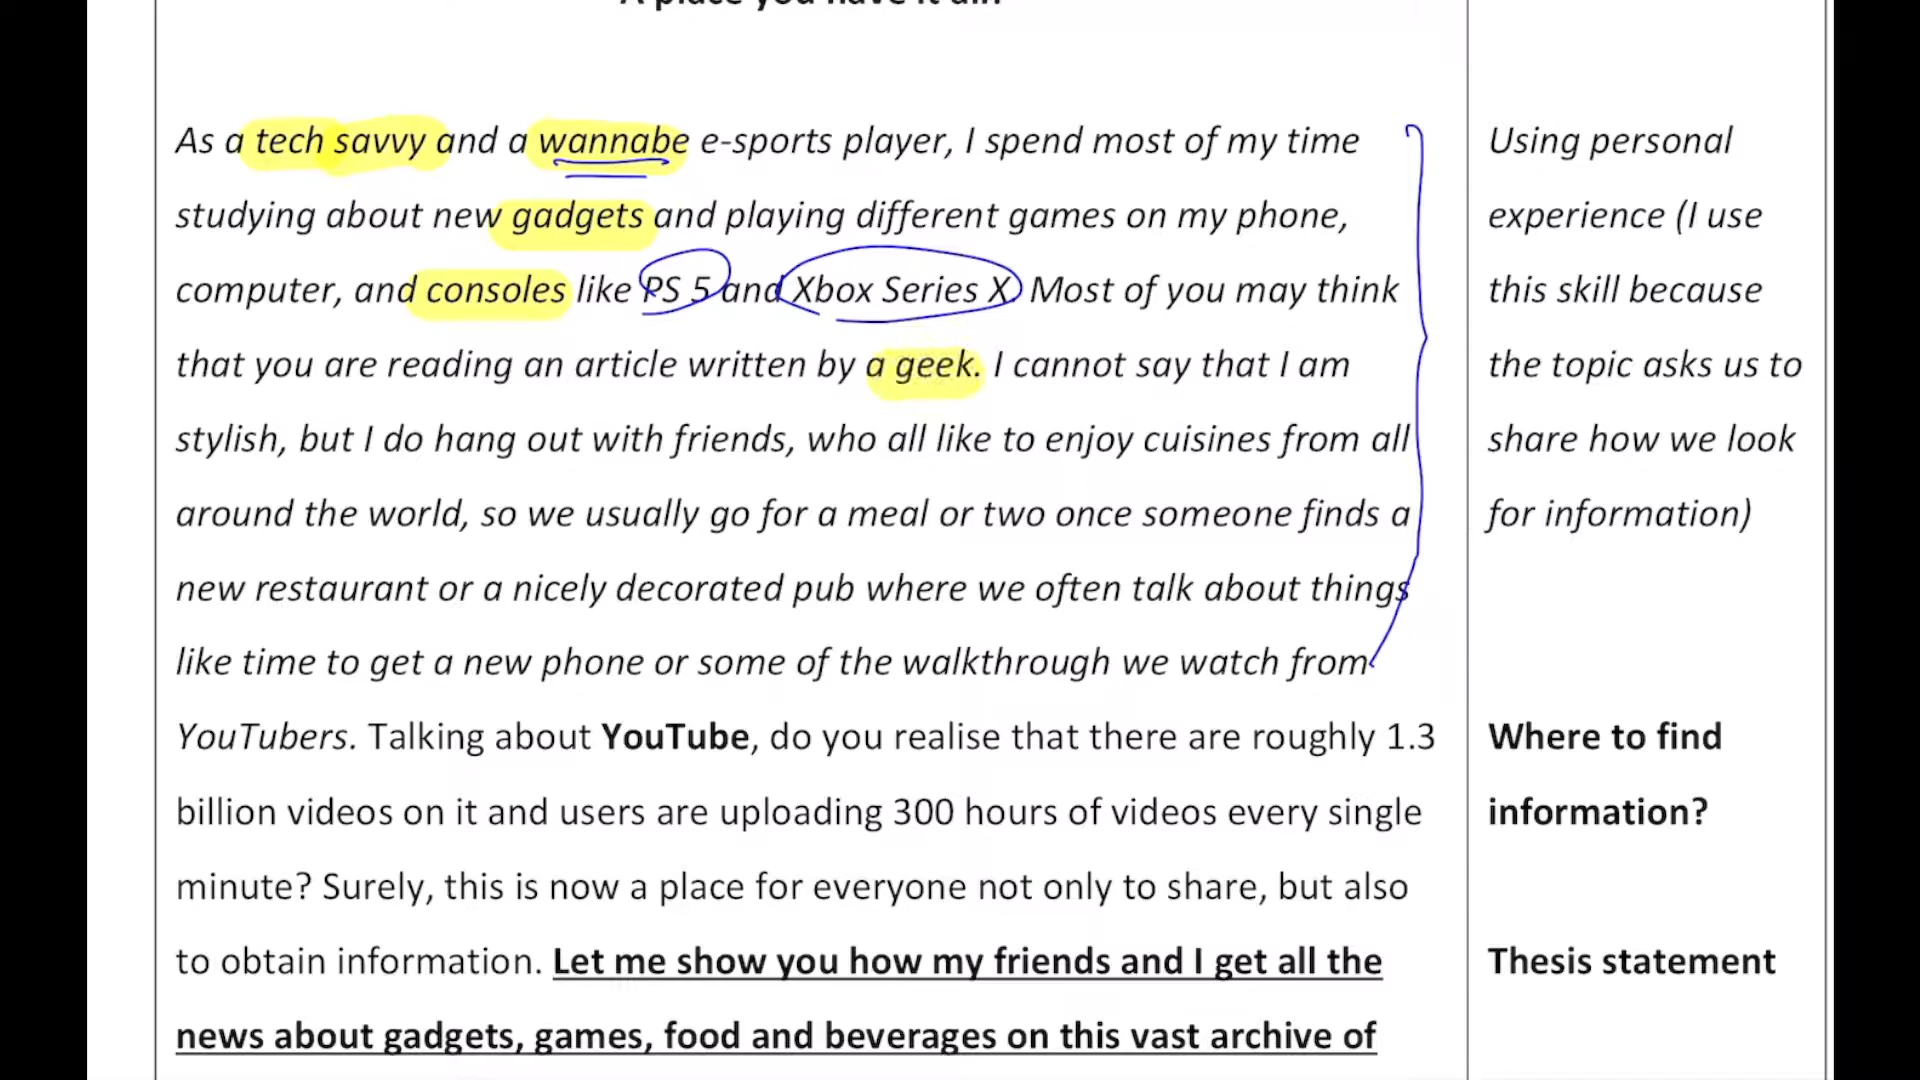 A place you have it all!
As a tech savvy and a wannabe e-sports player, I spend most of my time
studying about new gadgets and playing different games on my phone,
computer, and consoles like PS 5 and Xbox Series X. Most of you may think
that you are reading an article written by a geek. I cannot say that I am
stylish, but I do hang out with friends, who all like to enjoy cuisines from all
around the world, so we usually go for a meal or two once someone finds a
new restaurant or a nicely decorated pub where we often talk about things
like time to get a new phone or some of the walkthrough we watch from
YouTubers. Talking about YouTube, do you realise that there are roughly 1.3
billion videos on it and users are uploading 300 hours of videos every single
minute? Surely, this is now a place for everyone not only to share, but also
to obtain information. Let me show you how my friends and I get all the
news about gadgets, games, food and beverages on this vast archive of
Using personal
experience (I use
this skill because
the topic asks us to
share how we look
for information)
Where to find
information?
Thesis statement